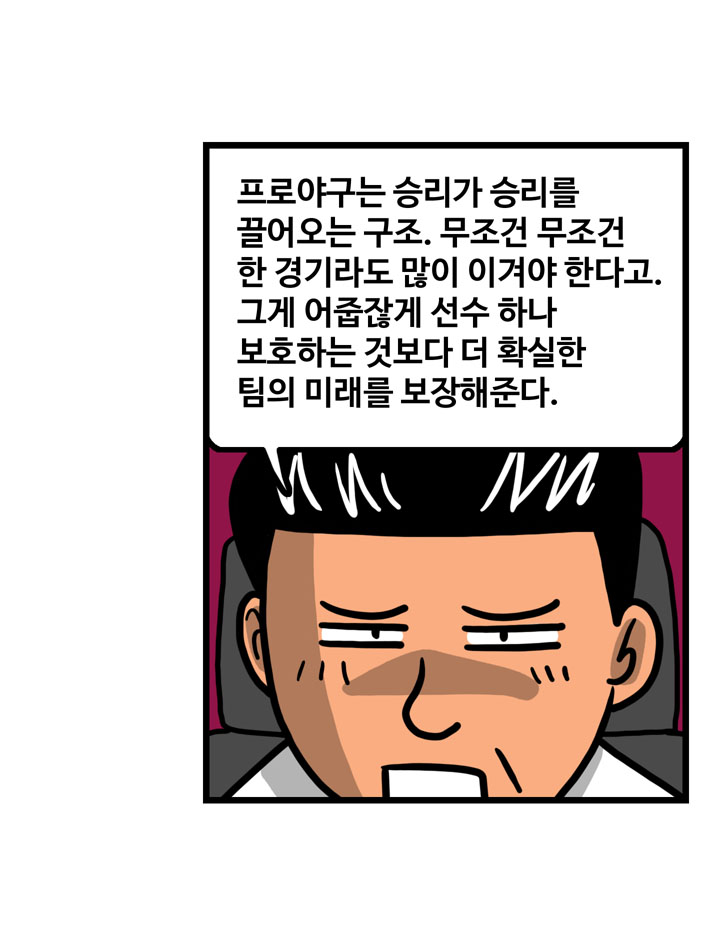 프로야구는 승리가 승리를
끌어오는 구조. 무조건 무조건
한 경기라도 많이 이겨야 한다고.
그게 어줍잖게 선수 하나
보호하는 것보다 더 확실한
팀의 미래를 보장해준다.